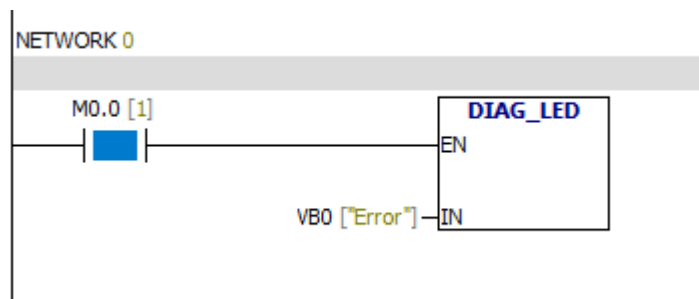 NETWORK 0
M0.0 [1]
DIAG_LED
EN
VB0 ["Error"] IN